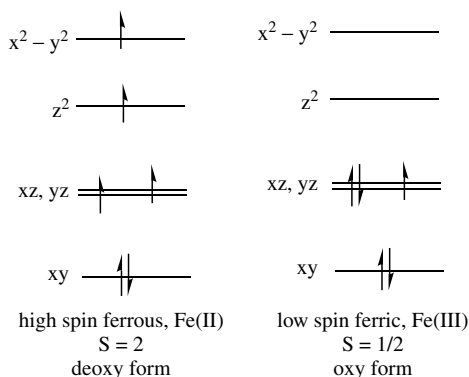 x² – y²
z²
xz, yz
xy
high spin ferrous, Fe(II)
S = 2
deoxy form
x² – y²
z²
xz, yz
xy
low spin ferric, Fe(III)
S = 1/2
oxy form